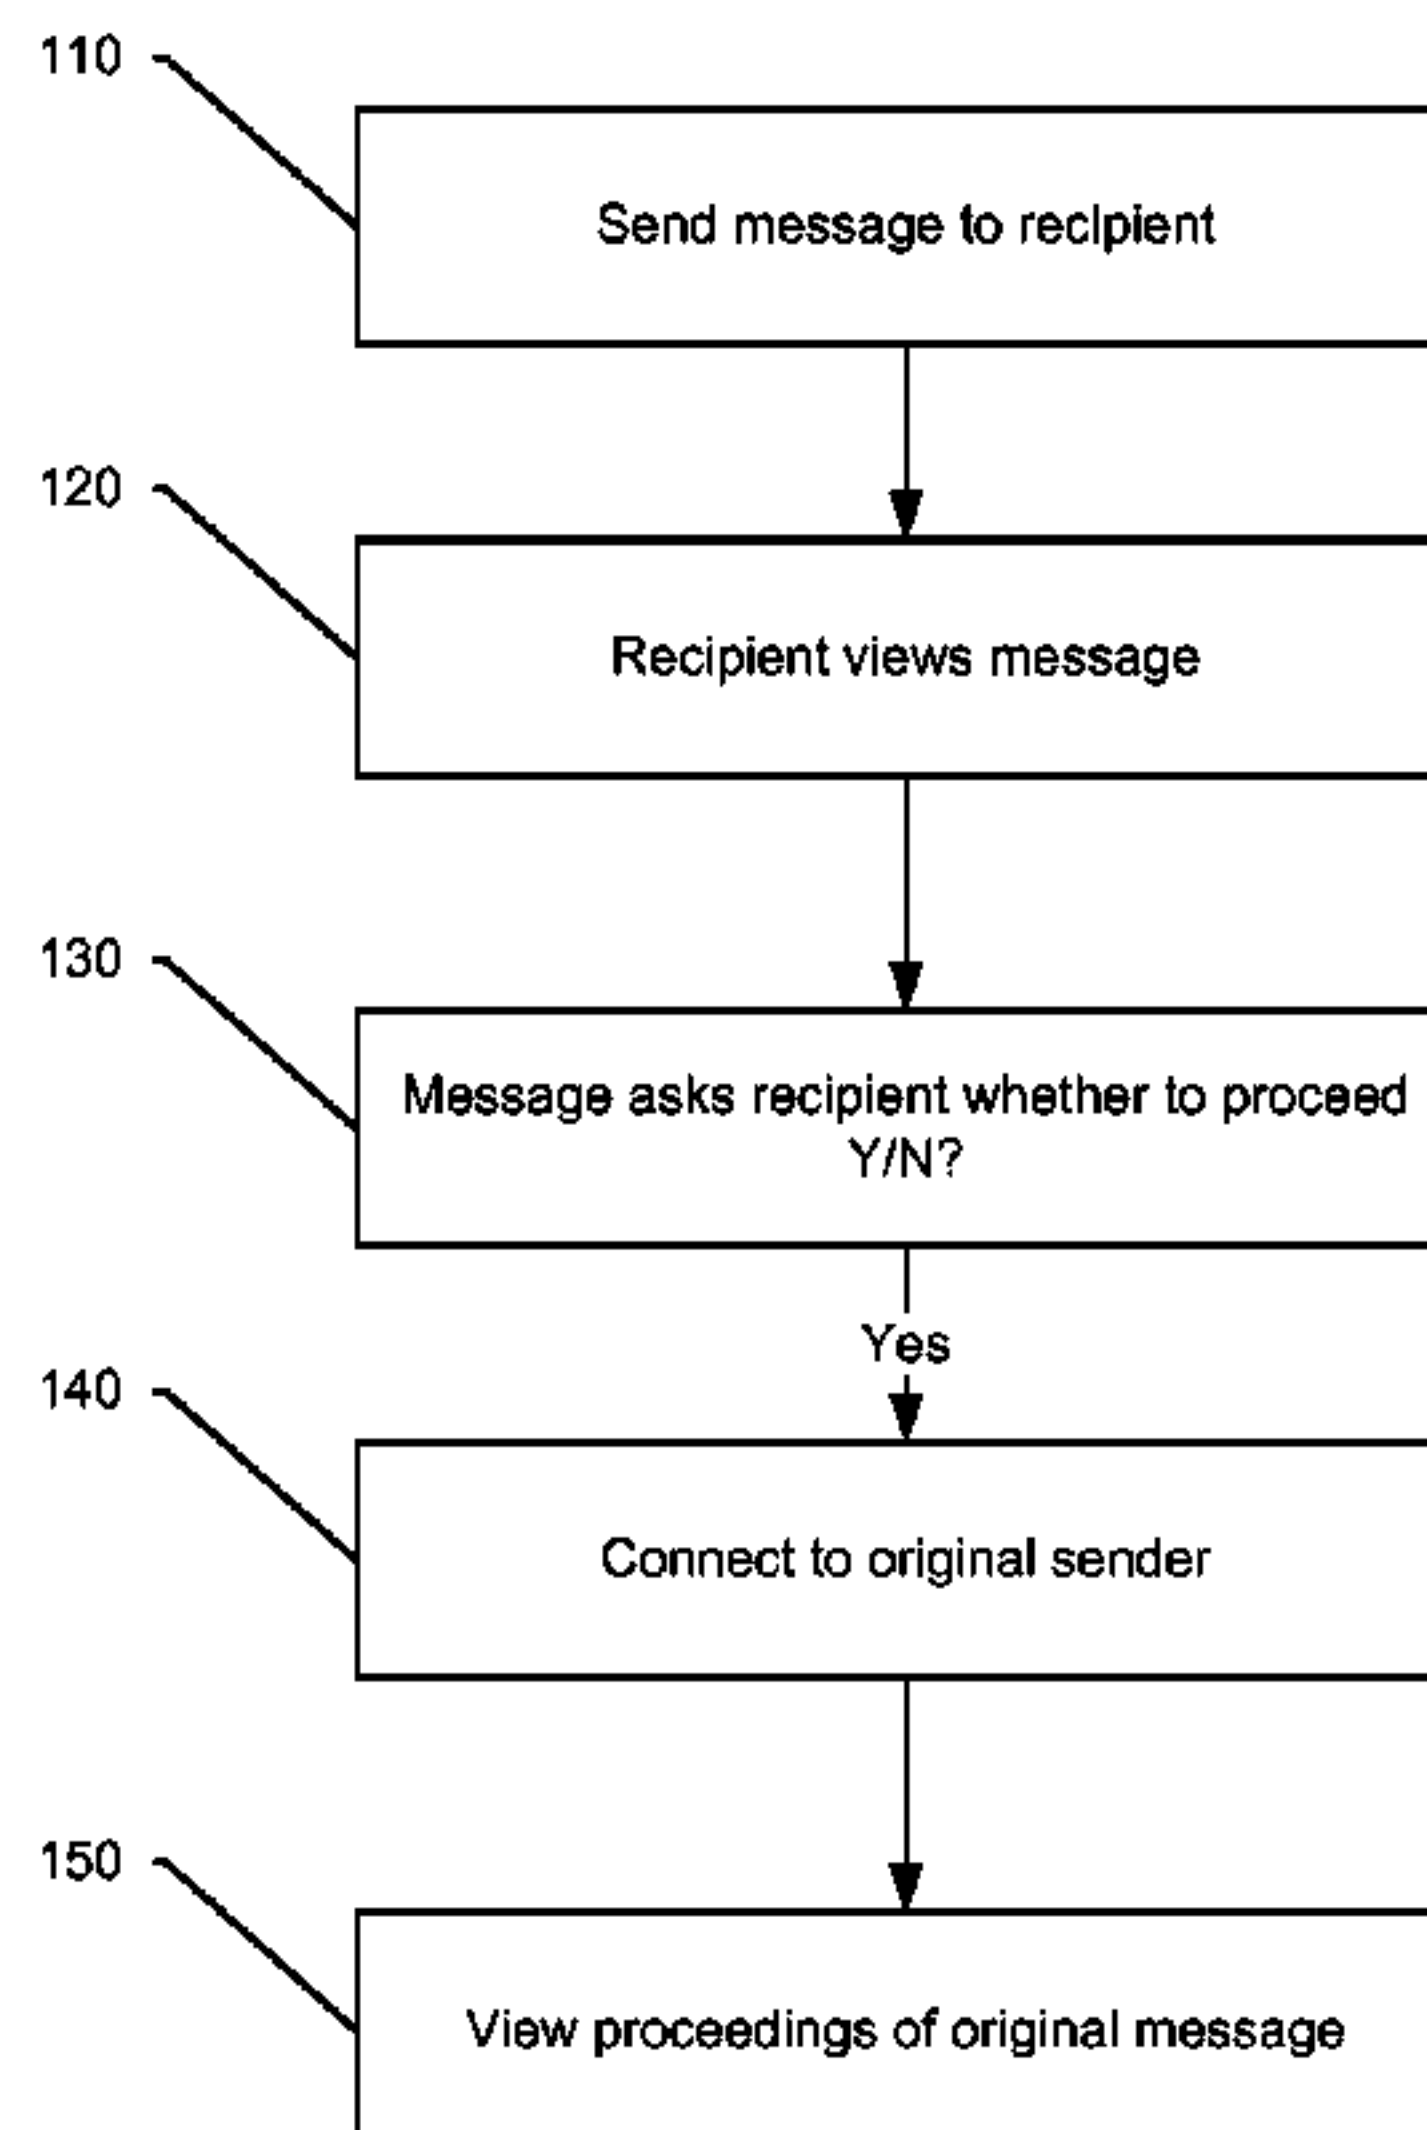 110
Send message to recipient
120
Recipient views message
130
Message asks recipient whether to proceed
Y/N?
Yes
140
Connect to original sender
150
View proceedings of original message